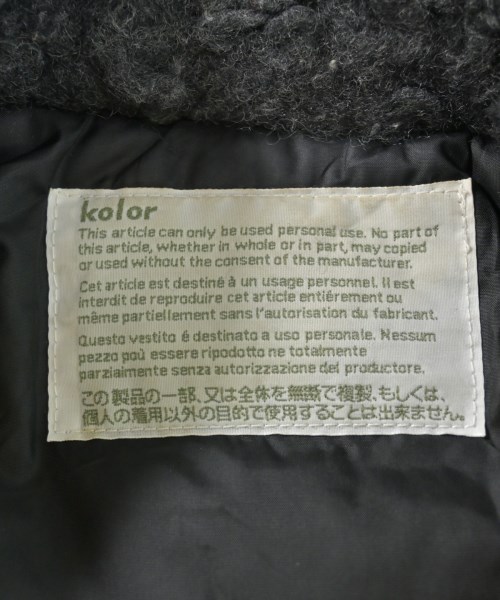 kolor
This article can only be used personal use. No part of
this article, whether in whole or in part, may copied
or used without the consent of the manufacturer.
Cet article est destiné à un usage personnel. Il est
interdit de reproduire cet article entiérement ou
même partiellement sans l'autorisation du fabricant.
Questo vestito é destinato a uso personale. Nessum
pezzo poù essere ripodotto ne totalmente
parzialmente senza autorizzazione del productore.
この製品の一部、又は全体を無断で複製、もしくは、
個人の着用以外の目的で使用することは出来ません。